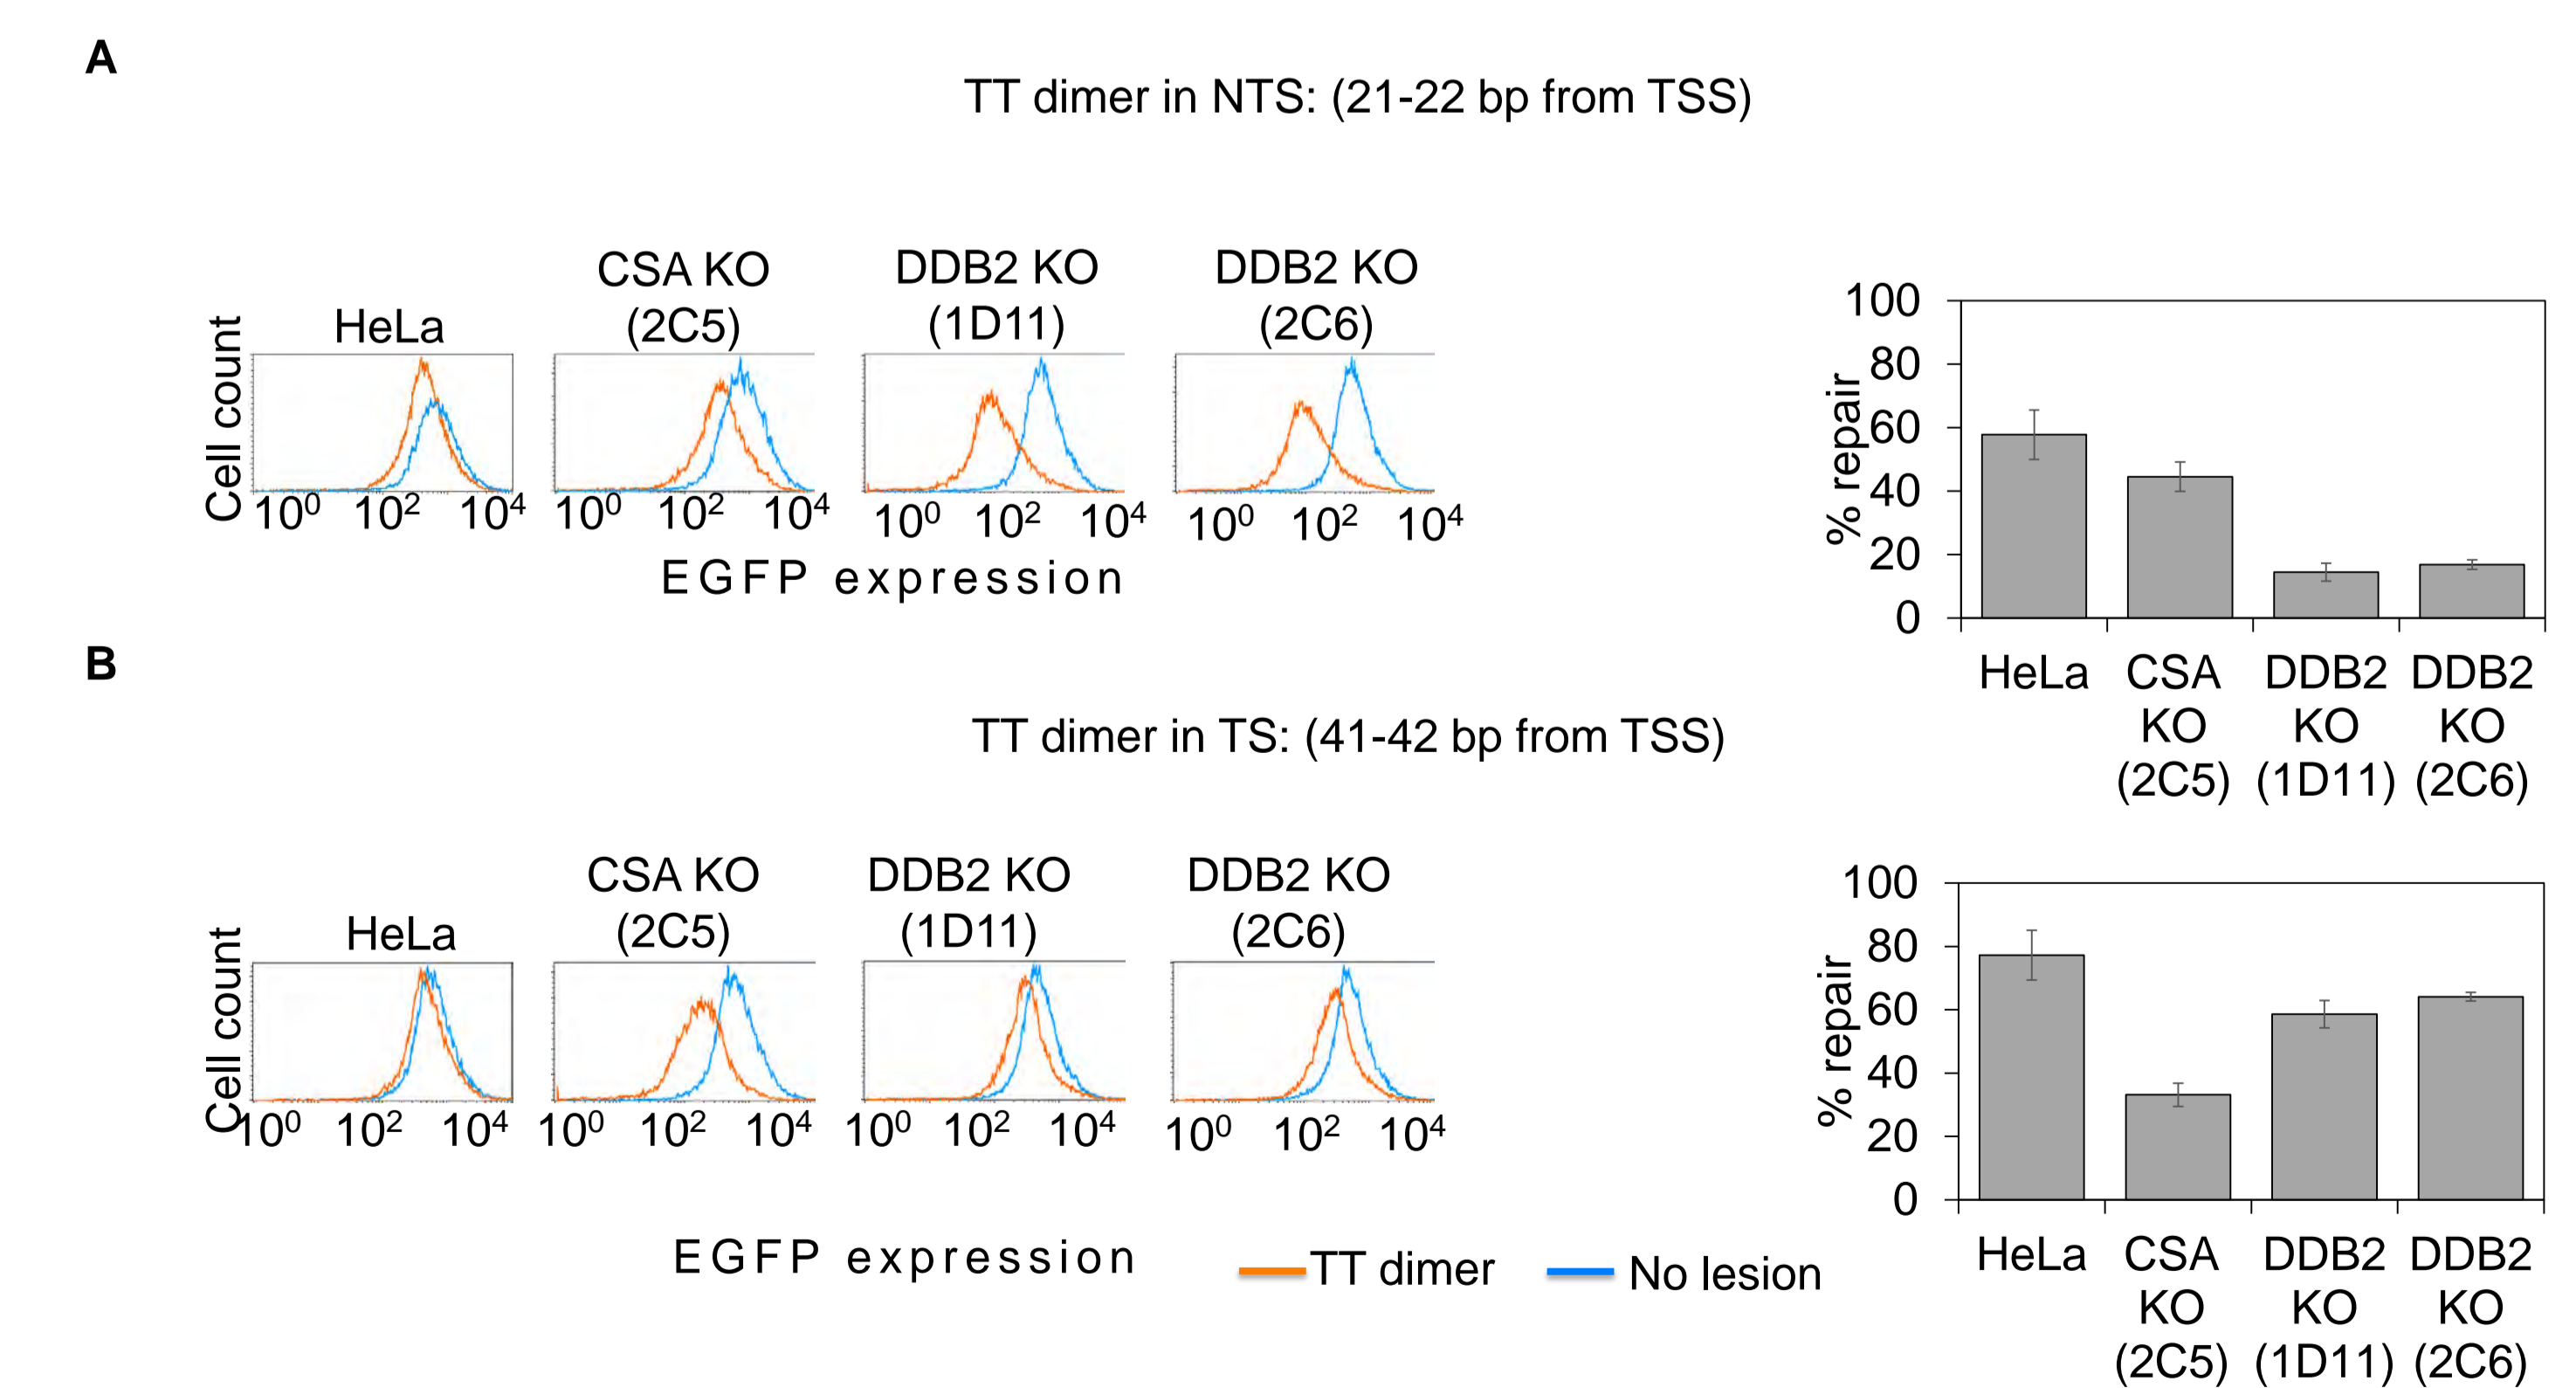 A
TT dimer in NTS: (21-22 bp from TSS)
HeLa
CSA KO
(2C5)
DDB2 KO
(1D11)
DDB2 KO
(2C6)
Cell count
10⁰ 10² 10⁴
10⁰ 10² 10⁴
10⁰ 10² 10⁴
10⁰ 10² 10⁴
EGFP expression
% repair
100
80
60
40
20
0
HeLa
CSA
KO
(2C5)
DDB2
KO
(1D11)
DDB2
KO
(2C6)
B
TT dimer in TS: (41-42 bp from TSS)
HeLa
CSA KO
(2C5)
DDB2 KO
(1D11)
DDB2 KO
(2C6)
Cell count
10⁰ 10² 10⁴
10⁰ 10² 10⁴
10⁰ 10² 10⁴
10⁰ 10² 10⁴
EGFP expression
TT dimer
No lesion
% repair
100
80
60
40
20
0
HeLa
CSA
KO
(2C5)
DDB2
KO
(1D11)
DDB2
KO
(2C6)